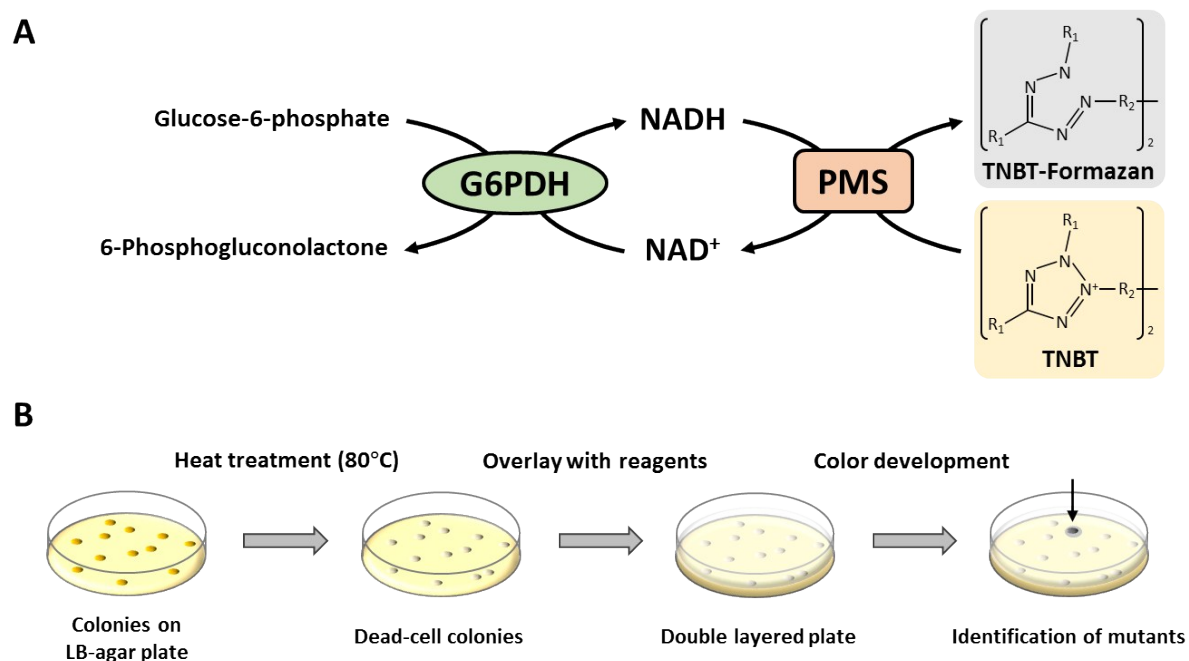 A
Glucose-6-phosphate
NADH
G6PDH
PMS
6-Phosphogluconolactone
NAD⁺
R₁
N
N
N
R₂
R₁
N
2
TNBT-Formazan
R₁
N
N
N⁺
R₂
R₁
N
2
TNBT
B
Heat treatment (80°C)
Overlay with reagents
Color development
Colonies on
LB-agar plate
Dead-cell colonies
Double layered plate
Identification of mutants